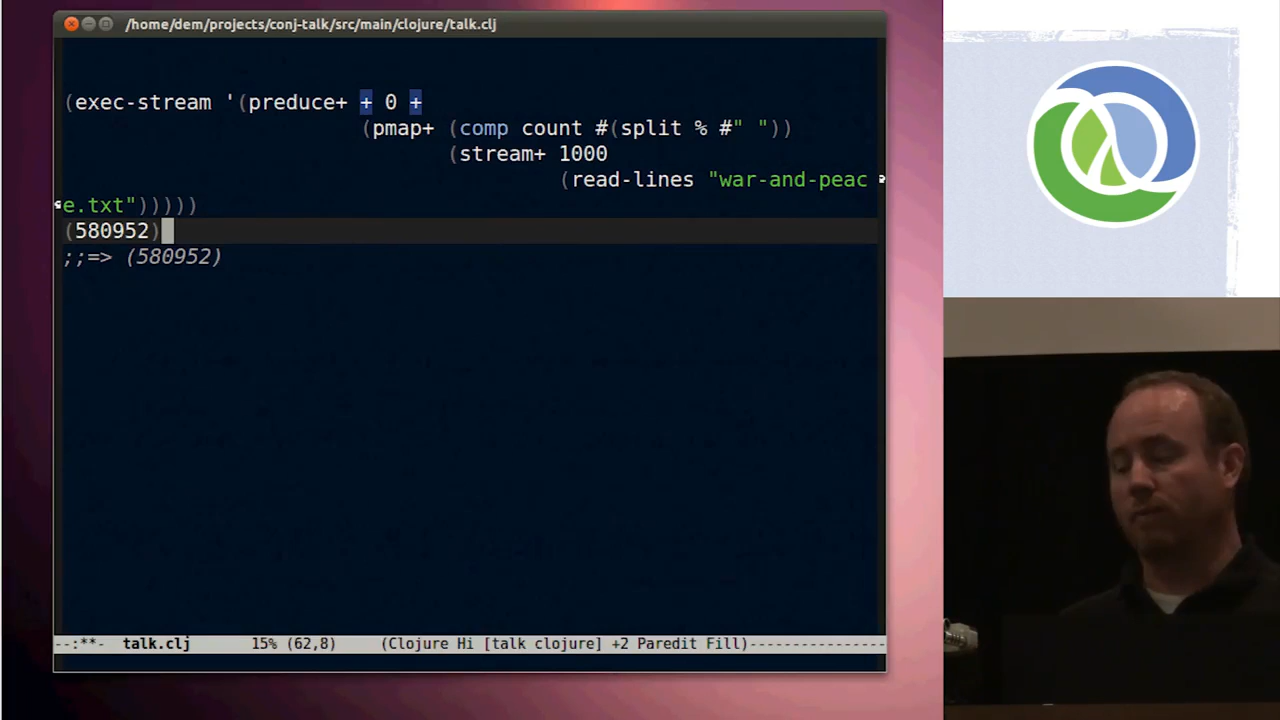 /home/dem/projects/conj-talk/src/main/clojure/talk.clj
(exec-stream '(preduce+ + 0 +
(pmap+ (comp count #(split % #" "))
(stream+ 1000
(read-lines "war-and-peac
e.txt")))))
(580952)
;;=> (580952)
--:**-  talk.clj      15% (62,8)     (Clojure Hi [talk clojure] +2 Paredit Fill)----------------